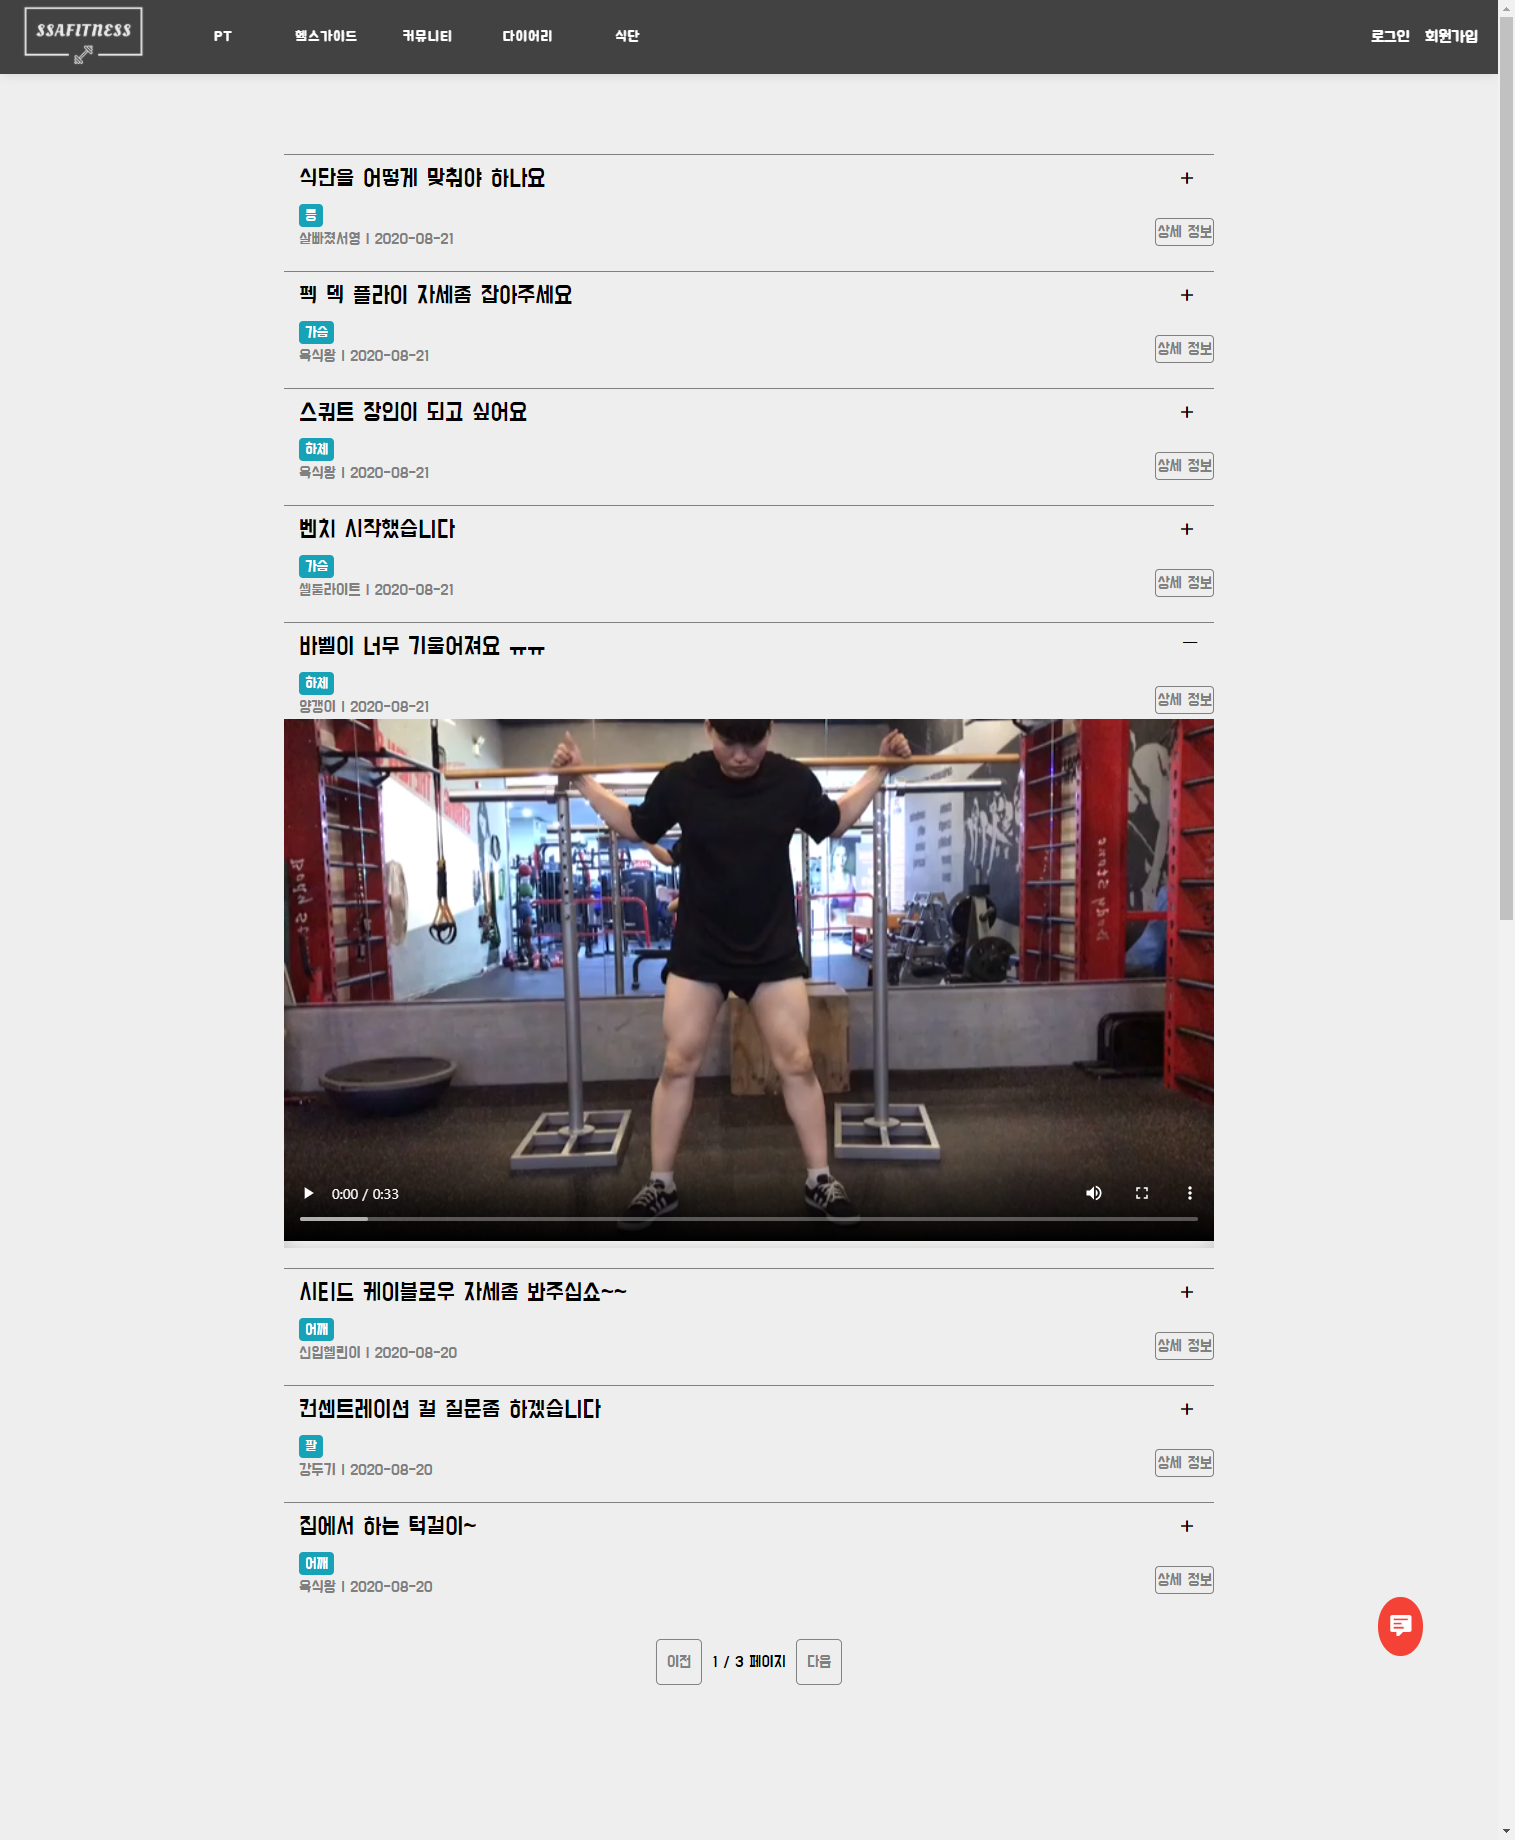 SSAFITNESS
PT 헬스가이드 커뮤니티 다이어리 식단 로그인 회원가입
식단을 어떻게 맞춰야 하나요
등
살빠졌서영 | 2020-08-21
상세 정보
펙 덱 플라이 자세좀 잡아주세요
가슴
육식왕 | 2020-08-21
상세 정보
스쿼트 장인이 되고 싶어요
하체
육식왕 | 2020-08-21
상세 정보
벤치 시작했습니다
가슴
셀룰라이트 | 2020-08-21
상세 정보
바벨이 너무 기울어져요 ㅠㅠ
하체
양갱이 | 2020-08-21
상세 정보
0:00 / 0:33
시티드 케이블로우 자세좀 봐주십쇼~~
어깨
신입헬린이 | 2020-08-20
상세 정보
컨센트레이션 컬 질문좀 하겠습니다
팔
강두기 | 2020-08-20
상세 정보
집에서 하는 턱걸이~
어깨
육식왕 | 2020-08-20
상세 정보
이전 1 / 3 페이지 다음